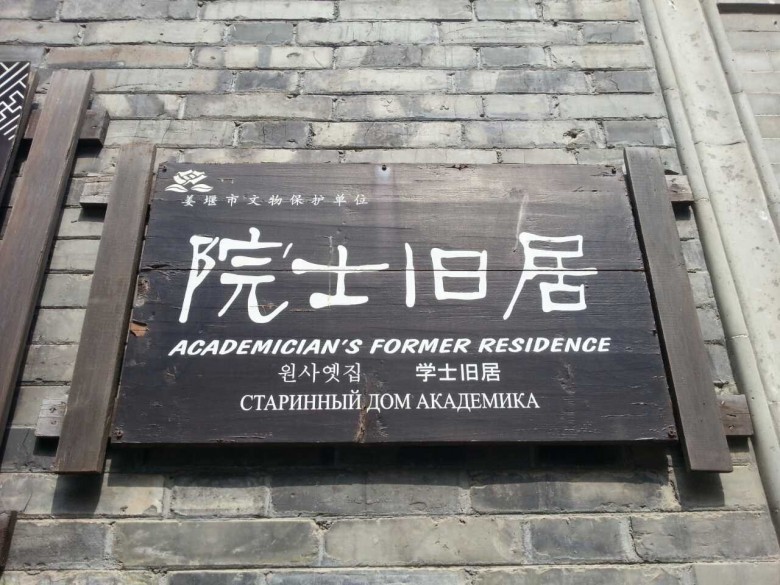 姜堰市文物保护单位
院士旧居
ACADEMICIAN'S FORMER RESIDENCE
원사옛집 学士旧居
СТАРИННЫЙ ДОМ АКАДЕМИКА